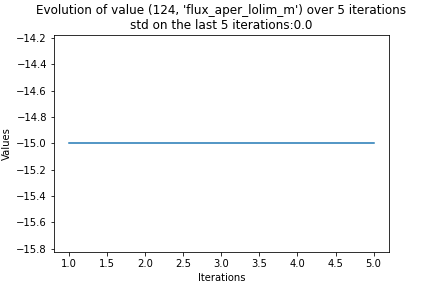 Evolution of value (124, 'flux_aper_lolim_m') over 5 iterations
std on the last 5 iterations:0.0
−14.2
−14.4
−14.6
−14.8
−15.0
−15.2
−15.4
−15.6
−15.8
Values
1.0 1.5 2.0 2.5 3.0 3.5 4.0 4.5 5.0
Iterations